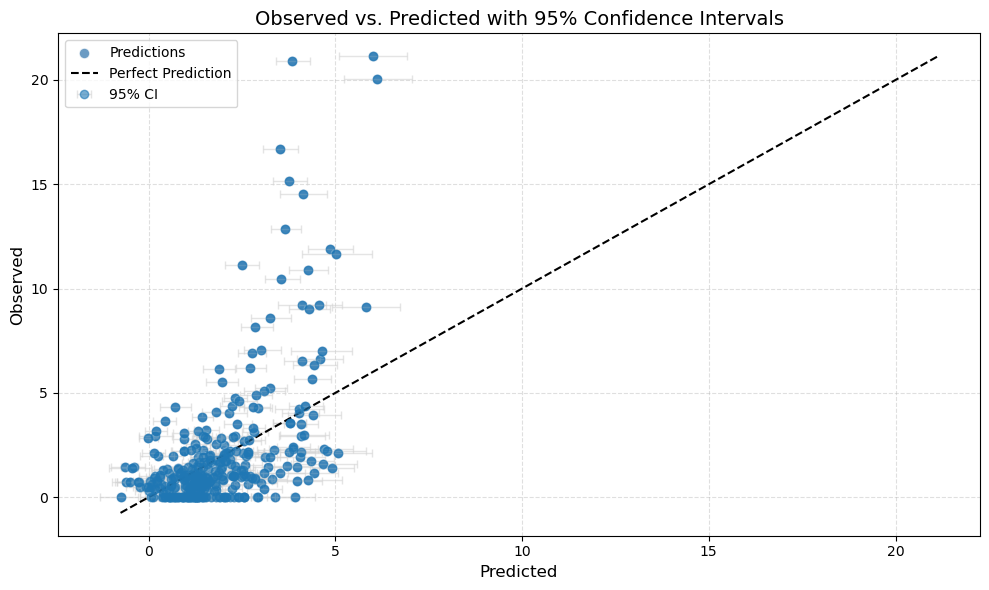 Observed vs. Predicted with 95% Confidence Intervals
Predictions
Perfect Prediction
95% CI
Observed
20
15
10
5
0
0 5 10 15 20
Predicted